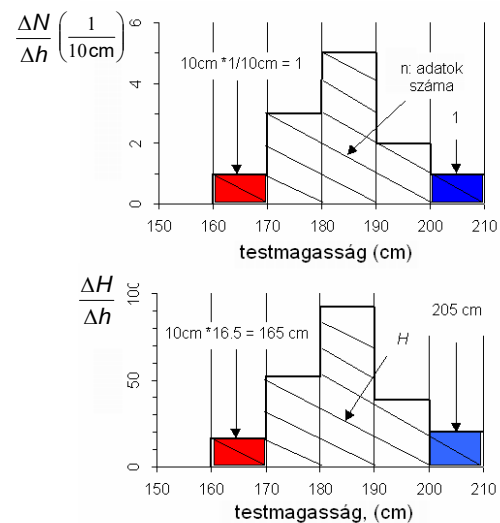 ΔN/Δh (1/10cm)
6
10cm *1/10cm = 1
n: adatok
száma
4
1
2
0
150 160 170 180 190 200 210
testmagasság (cm)
ΔH/Δh
100
205 cm
10cm *16.5 = 165 cm
H
50
0
150 160 170 180 190 200 210
testmagasság, (cm)